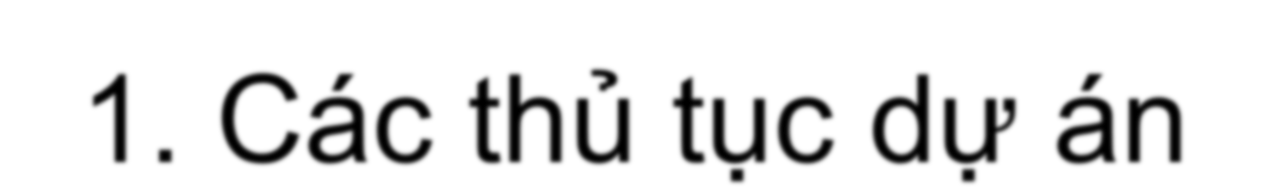 1. Các thủ tục dự án